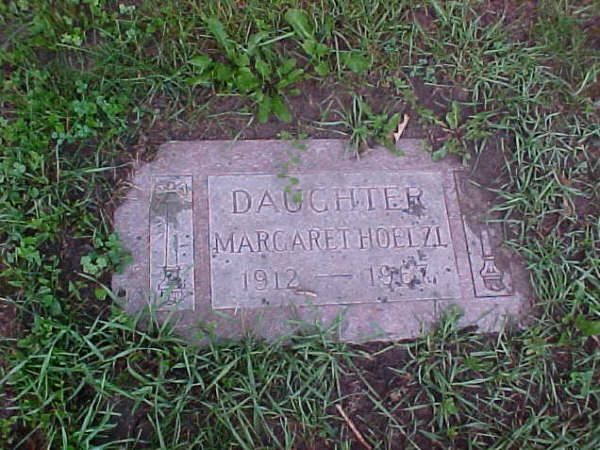 DAUGHTER
MARGARET HOELZL
1912 —